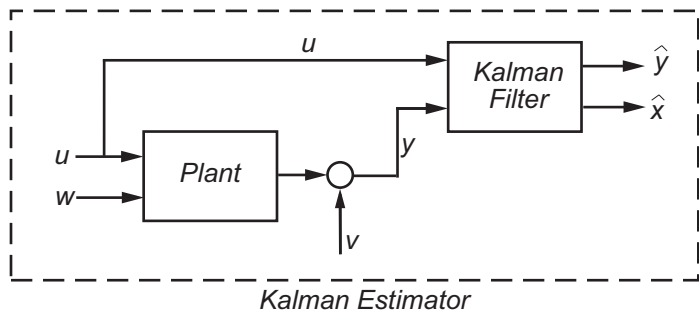 u
Kalman
Filter
ŷ
x̂
y
u
Plant
w
v
Kalman Estimator